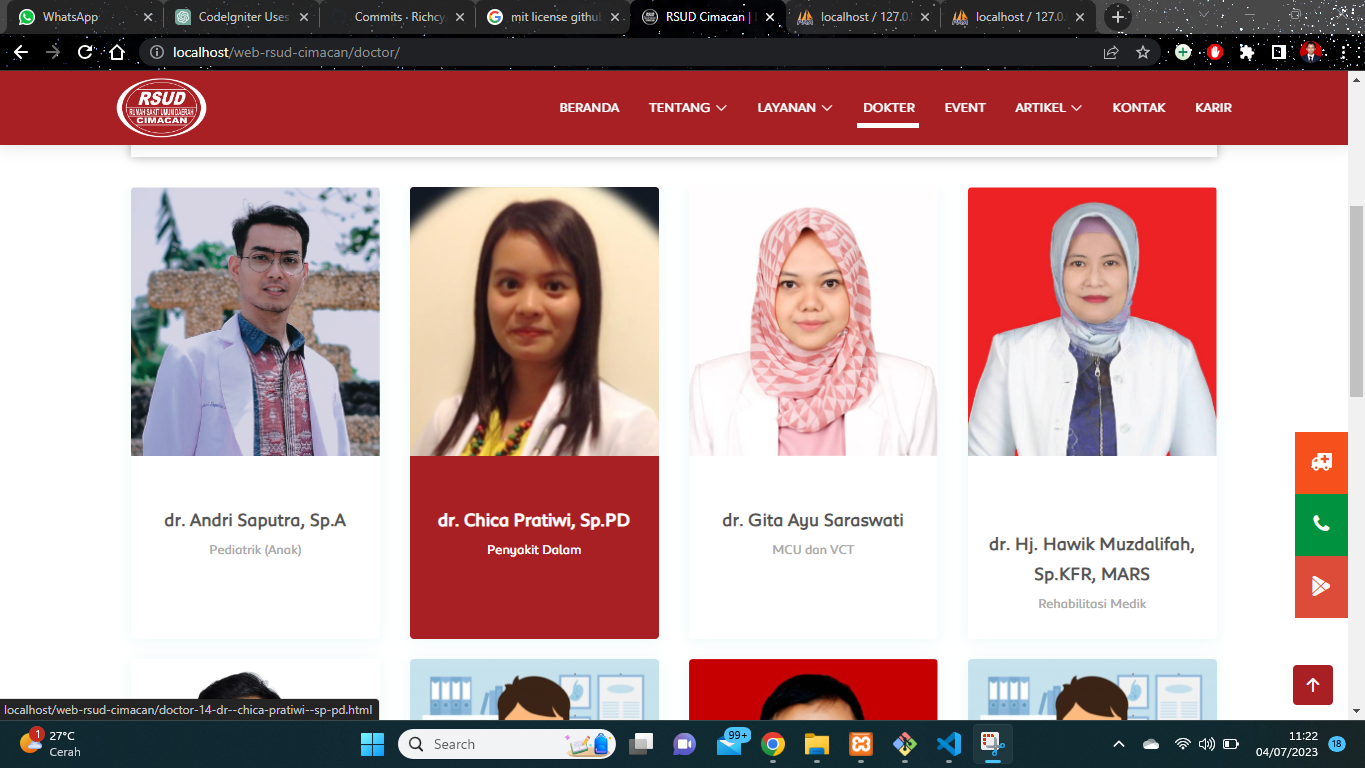 WhatsApp
CodeIgniter Uses
Commits · Richcy
mit license githu
RSUD Cimacan |
localhost / 127.0.
localhost / 127.0.
localhost/web-rsud-cimacan/doctor/
RSUD
RUMAH SAKIT UMUM DAERAH
CIMACAN
BERANDA
TENTANG
LAYANAN
DOKTER
EVENT
ARTIKEL
KONTAK
KARIR
dr. Andri Saputra, Sp.A
Pediatrik (Anak)
dr. Chica Pratiwi, Sp.PD
Penyakit Dalam
dr. Gita Ayu Saraswati
MCU dan VCT
dr. Hj. Hawik Muzdalifah,
Sp.KFR, MARS
Rehabilitasi Medik
localhost/web-rsud-cimacan/doctor-14-dr--chica-pratiwi--sp-pd.html
1
27°C
Cerah
Search
99+
11:22
04/07/2023
18